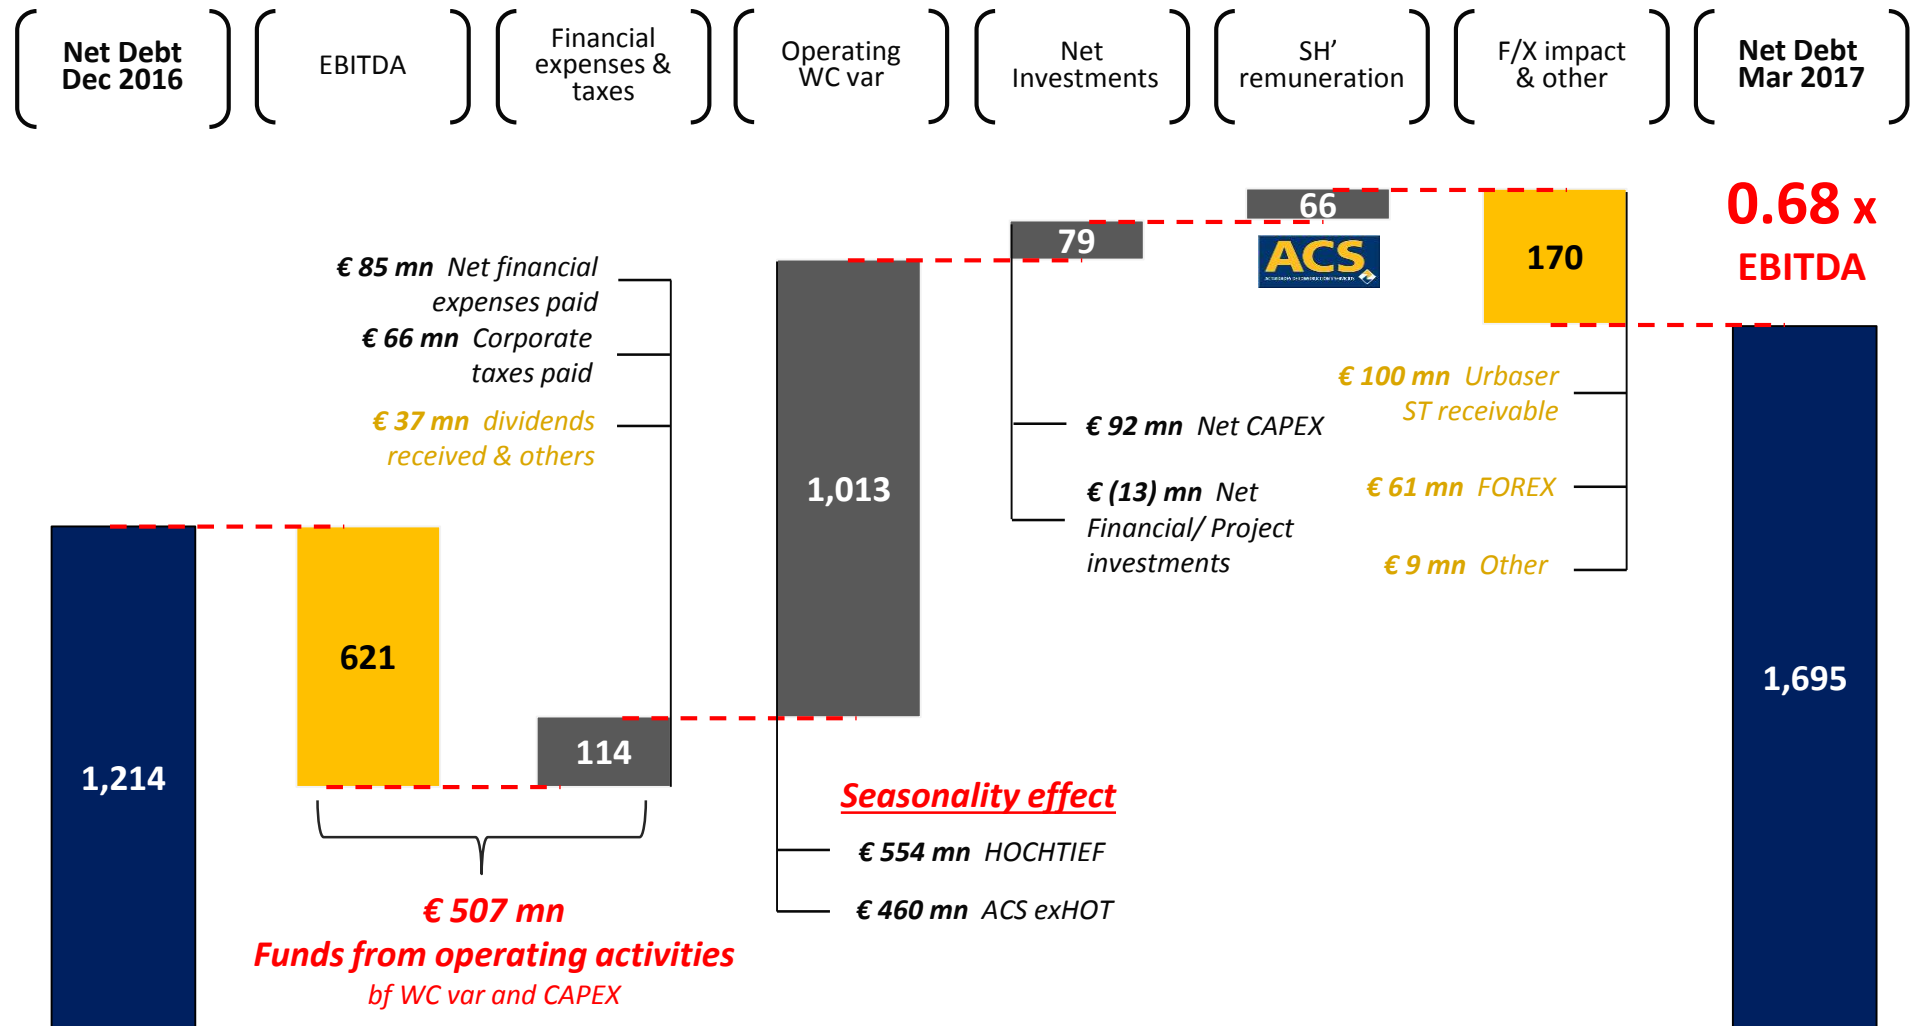 Net Debt
Dec 2016
EBITDA
Financial
expenses &
taxes
Operating
WC var
Net
Investments
SH'
remuneration
F/X impact
& other
Net Debt
Mar 2017
1,214
621
€ 507 mn
Funds from operating activities
bf WC var and CAPEX
€ 85 mn Net financial
expenses paid
€ 66 mn Corporate
taxes paid
€ 37 mn dividends
received & others
114
1,013
Seasonality effect
€ 554 mn HOCHTIEF
€ 460 mn ACS exHOT
79
€ 92 mn Net CAPEX
€ (13) mn Net
Financial/ Project
investments
66
ACS
170
€ 100 mn Urbaser
ST receivable
€ 61 mn FOREX
€ 9 mn Other
0.68 x
EBITDA
1,695